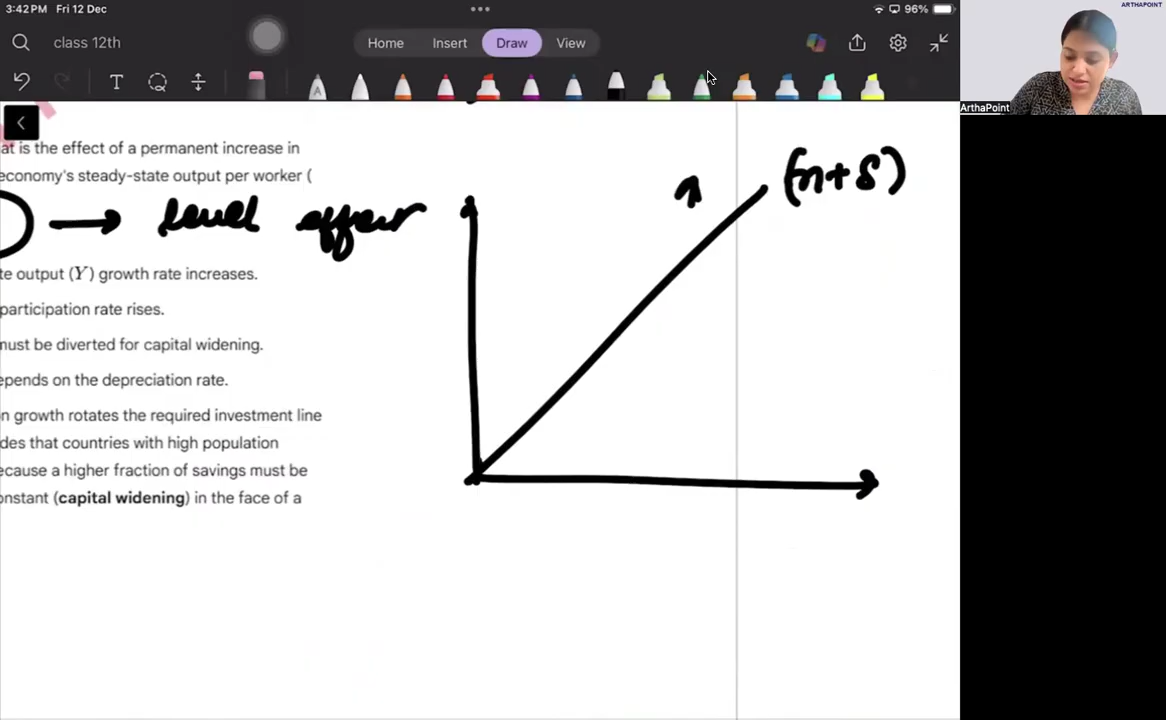 3:42 PM Fri 12 Dec
96%
ARTHAPOINT
class 12th
Home Insert Draw View
T
A
ArthaPoint
at is the effect of a permanent increase in
economy's steady-state output per worker (
level effect
te output (Y) growth rate increases.
participation rate rises.
must be diverted for capital widening.
epends on the depreciation rate.
n growth rotates the required investment line
des that countries with high population
ecause a higher fraction of savings must be
onstant (capital widening) in the face of a
(n+δ)